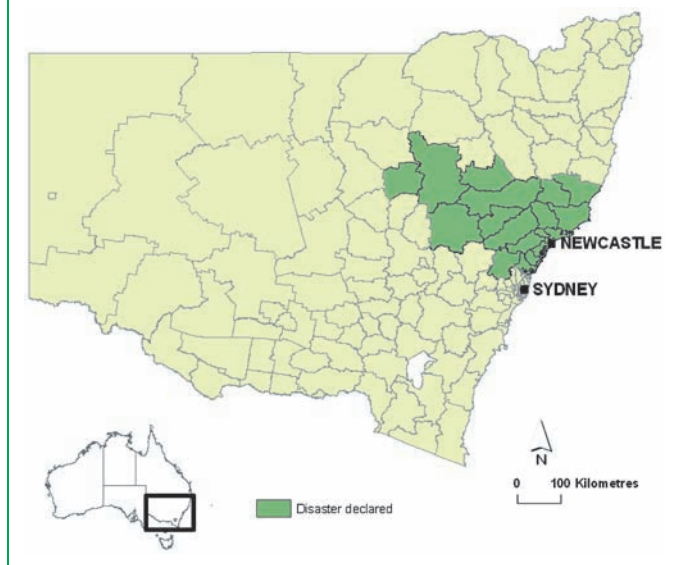 NEWCASTLE
SYDNEY
N
0 100 Kilometres
Disaster declared